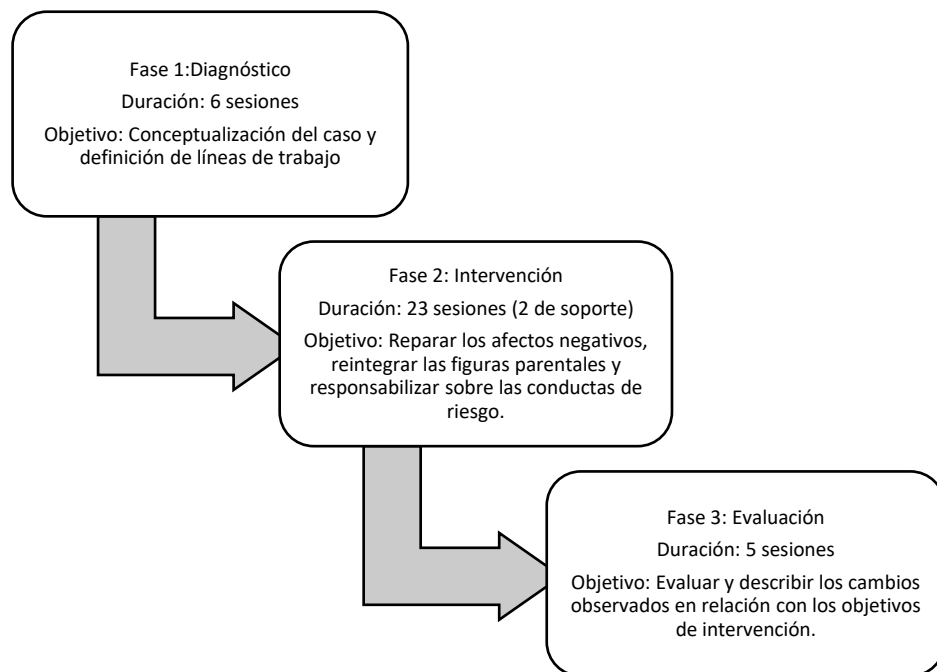 Fase 1:Diagnóstico
Duración: 6 sesiones
Objetivo: Conceptualización del caso y
definición de líneas de trabajo
Fase 2: Intervención
Duración: 23 sesiones (2 de soporte)
Objetivo: Reparar los afectos negativos,
reintegrar las figuras parentales y
responsabilizar sobre las conductas de
riesgo.
Fase 3: Evaluación
Duración: 5 sesiones
Objetivo: Evaluar y describir los cambios
observados en relación con los objetivos
de intervención.